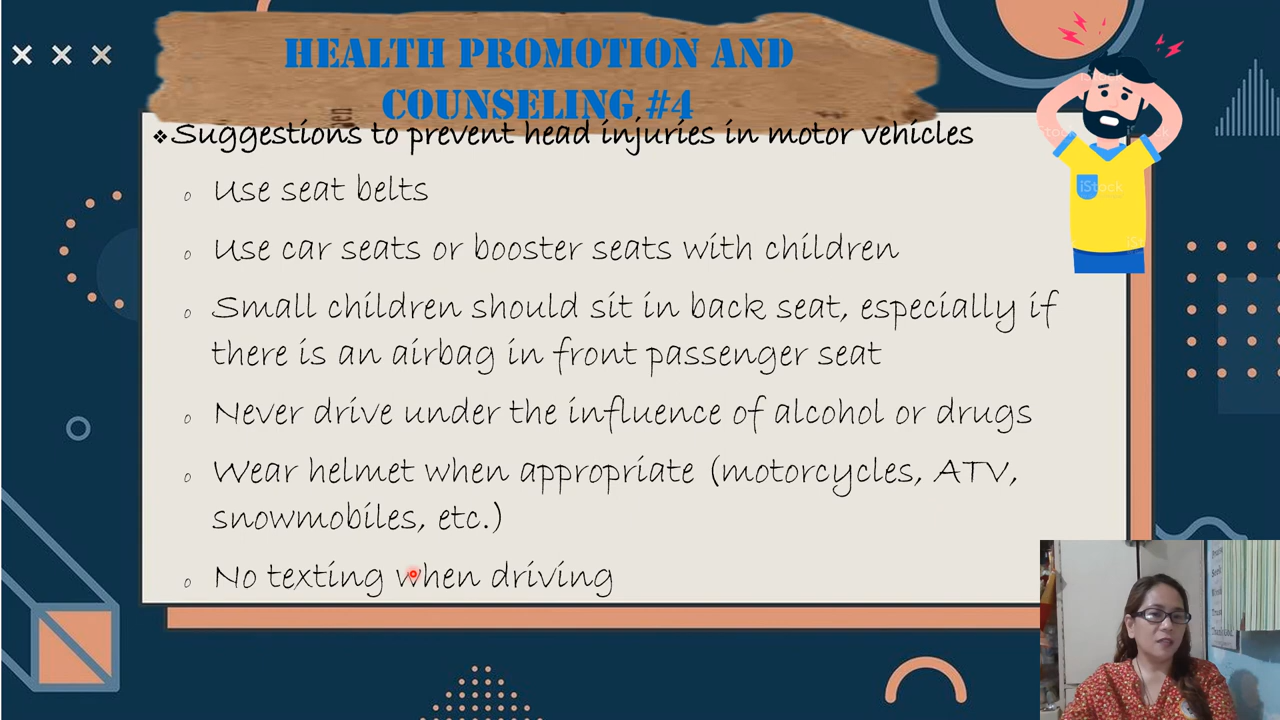 HEALTH PROMOTION AND
COUNSELING #4
❖Suggestions to prevent head injuries in motor vehicles
o Use seat belts
o Use car seats or booster seats with children
o Small children should sit in back seat, especially if
there is an airbag in front passenger seat
o Never drive under the influence of alcohol or drugs
o Wear helmet when appropriate (motorcycles, ATV,
snowmobiles, etc.)
o No texting when driving
iStock